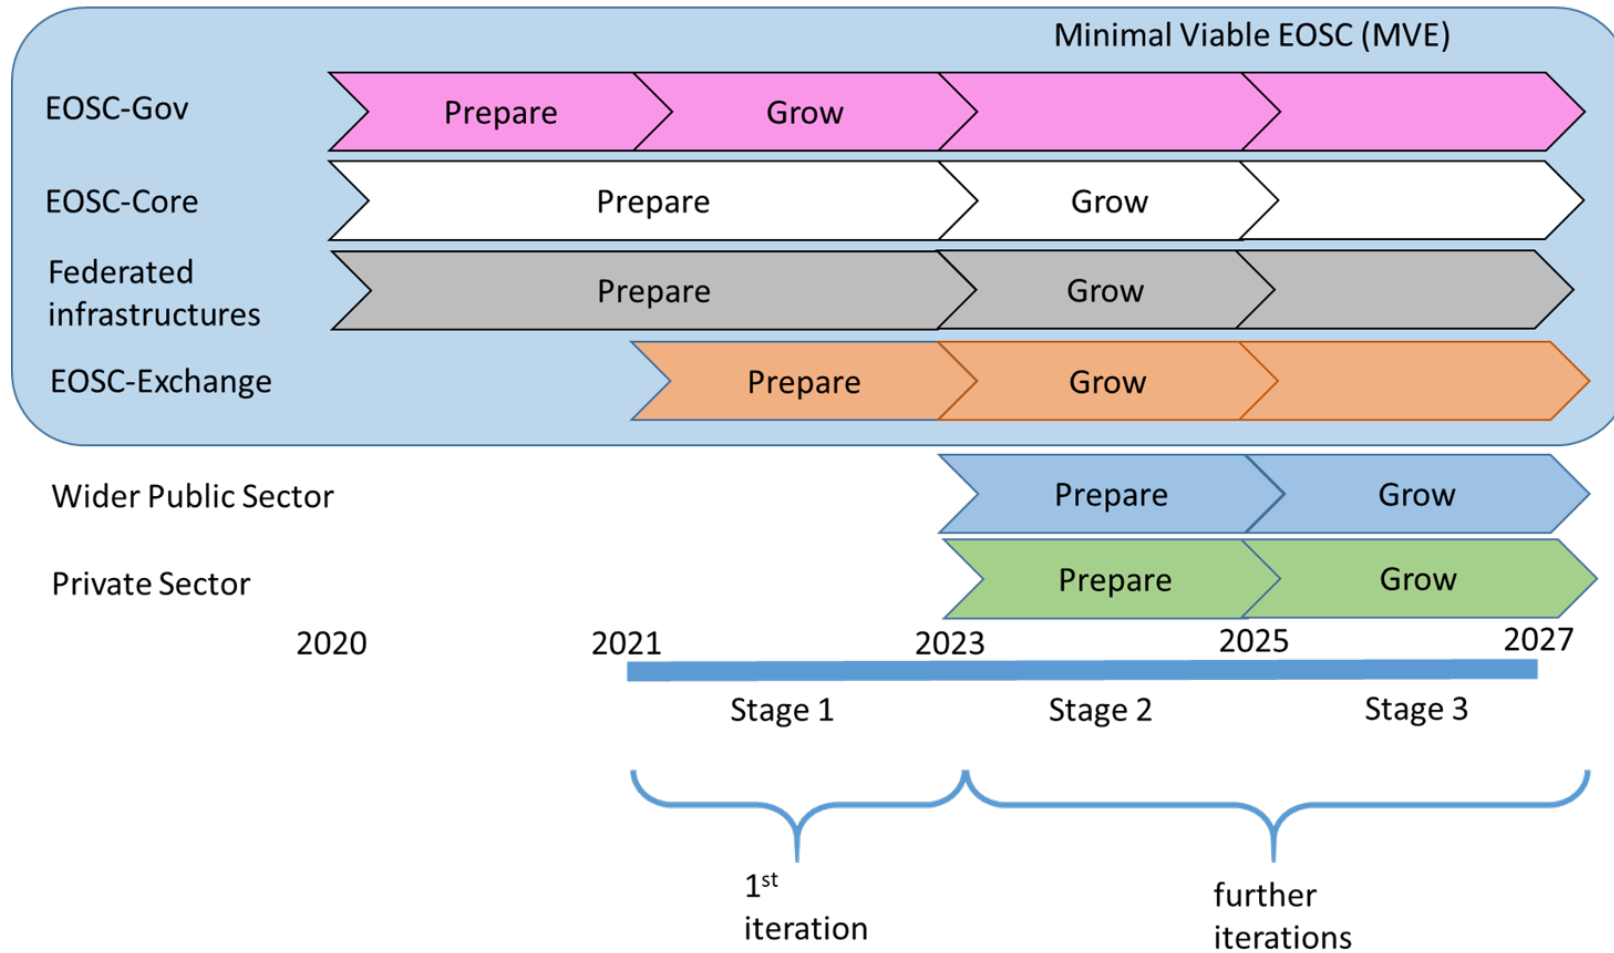 Minimal Viable EOSC (MVE)
EOSC-Gov
Prepare
Grow
EOSC-Core
Prepare
Grow
Federated
infrastructures
Prepare
Grow
EOSC-Exchange
Prepare
Grow
Wider Public Sector
Prepare
Grow
Private Sector
Prepare
Grow
2020
2021
2023
2025
2027
Stage 1
Stage 2
Stage 3
1st
iteration
further
iterations